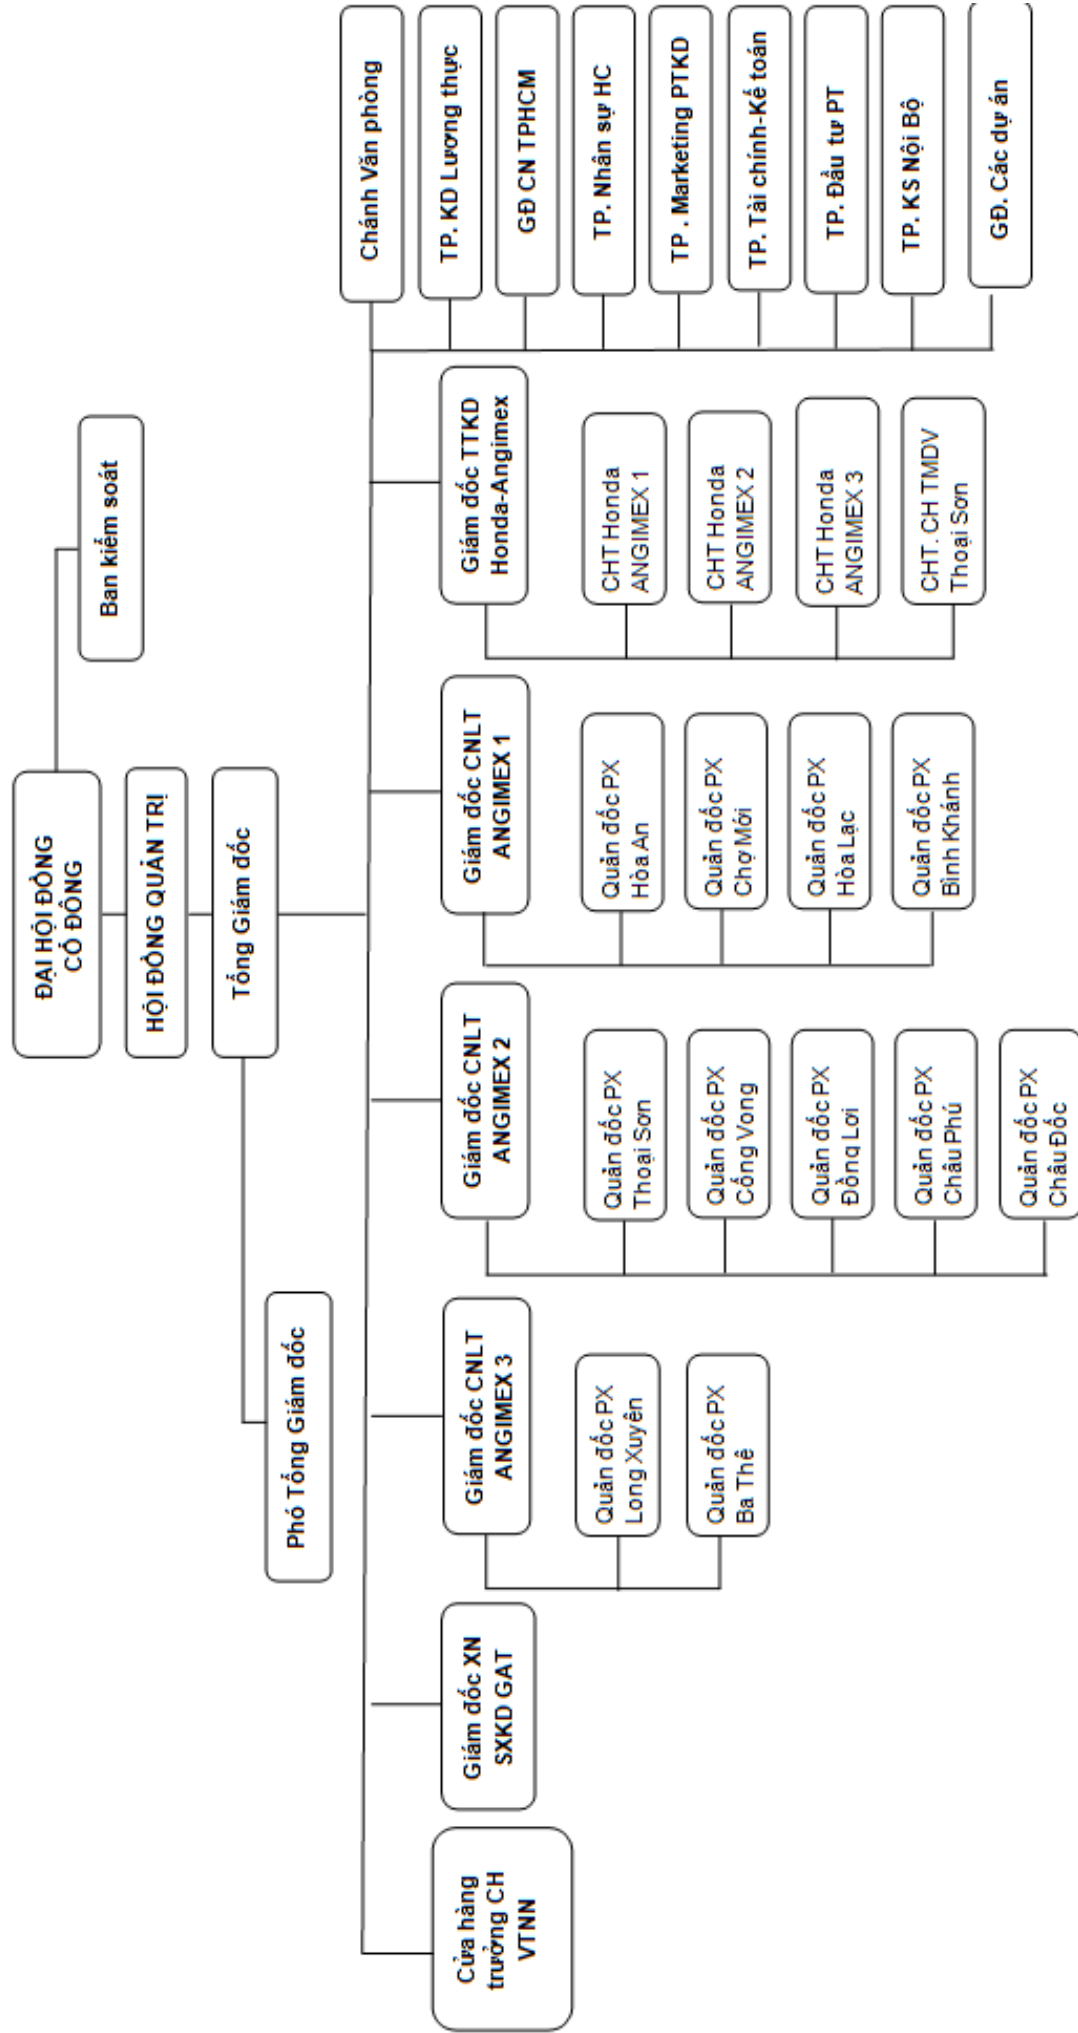 ĐẠI HỘI ĐỒNG
CỔ ĐÔNG
Ban kiểm soát
HỘI ĐỒNG QUẢN TRỊ
Tổng Giám đốc
Phó Tổng Giám đốc
Cửa hàng
trưởng CH
VTNN
Giám đốc XN
SXKD GAT
Giám đốc CNLT
ANGIMEX 3
Quản đốc PX
Long Xuyên
Quản đốc PX
Ba Thê
Giám đốc CNLT
ANGIMEX 2
Quản đốc PX
Thoại Sơn
Quản đốc PX
Cống Vong
Quản đốc PX
Đồng Lợi
Quản đốc PX
Châu Phú
Quản đốc PX
Châu Đốc
Giám đốc CNLT
ANGIMEX 1
Quản đốc PX
Hòa An
Quản đốc PX
Chợ Mới
Quản đốc PX
Hòa Lạc
Quản đốc PX
Bình Khánh
Giám đốc TTKD
Honda-Angimex
CHT Honda
ANGIMEX 1
CHT Honda
ANGIMEX 2
CHT Honda
ANGIMEX 3
CHT. CH TMDV
Thoại Sơn
Chánh Văn phòng
TP. KD Lương thực
GĐ CN TPHCM
TP. Nhân sự HC
TP . Marketing PTKD
TP. Tài chính-Kế toán
TP. Đầu tư PT
TP. KS Nội Bộ
GĐ. Các dự án